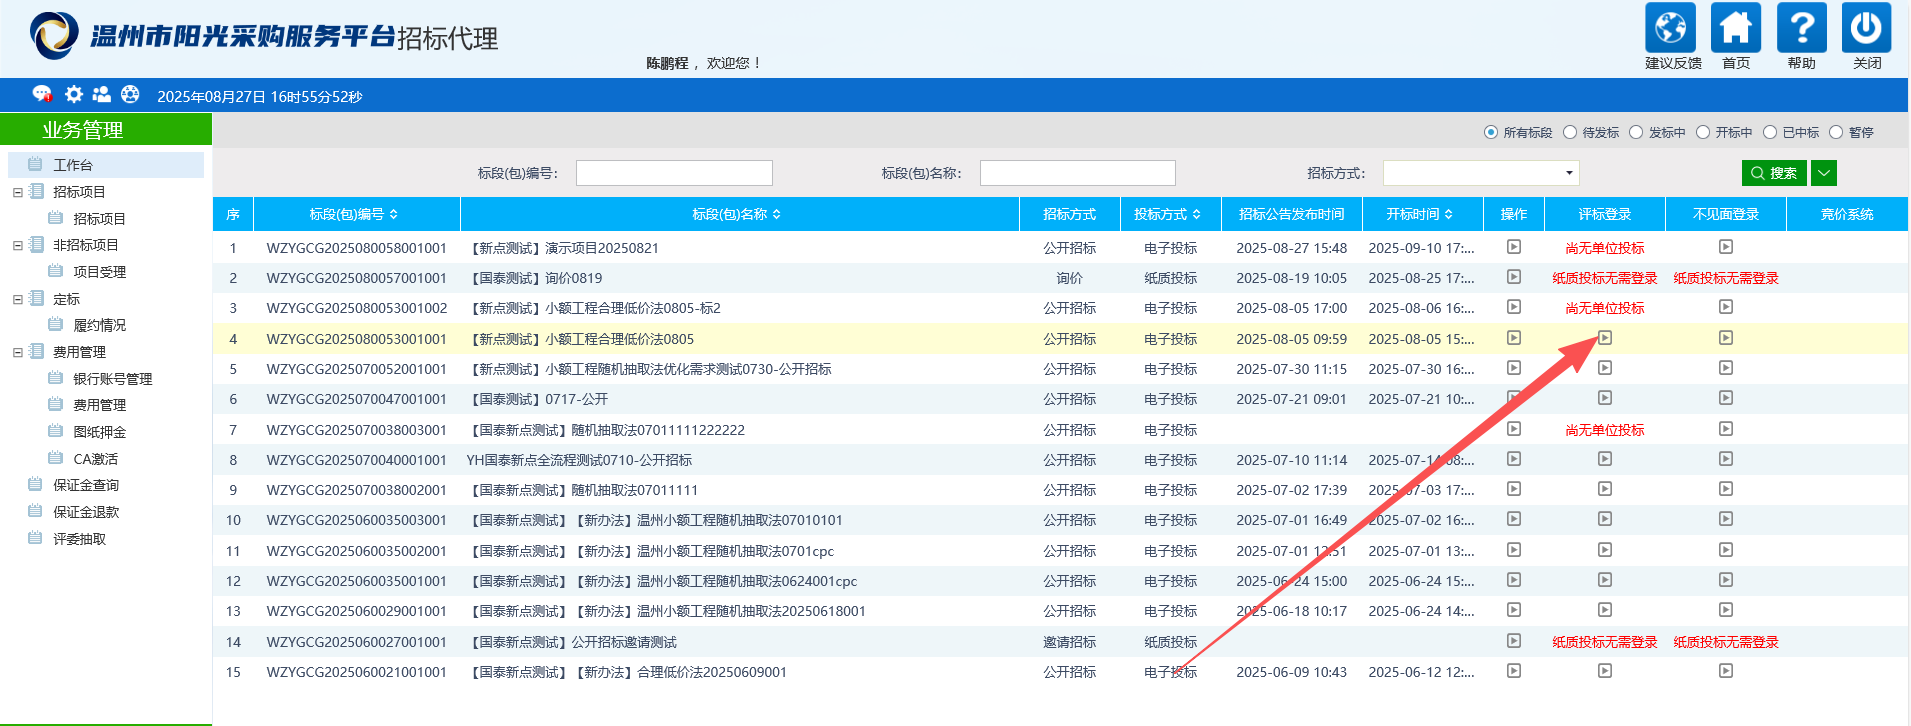 温州市阳光采购服务平台招标代理
陈鹏程 ， 欢迎您！
建议反馈 首页 帮助 关闭
2025年08月27日 16时55分52秒
业务管理
工作台
招标项目
招标项目
非招标项目
项目受理
定标
履约情况
费用管理
银行账号管理
费用管理
图纸押金
CA激活
保证金查询
保证金退款
评委抽取
所有标段 待发标 发标中 开标中 已中标 暂停
标段(包)编号： 标段(包)名称： 招标方式： 搜索
序 标段(包)编号 标段(包)名称 招标方式 投标方式 招标公告发布时间 开标时间 操作 评标登录 不见面登录 竞价系统
1 WZYGCG2025080058001001 【新点测试】演示项目20250821 公开招标 电子投标 2025-08-27 15:48 2025-09-10 17:... 尚无单位投标
2 WZYGCG2025080057001001 【国泰测试】询价0819 询价 纸质投标 2025-08-19 10:05 2025-08-25 17:... 纸质投标无需登录 纸质投标无需登录
3 WZYGCG2025080053001002 【新点测试】小额工程合理低价法0805-标2 公开招标 电子投标 2025-08-05 17:00 2025-08-06 16:... 尚无单位投标
4 WZYGCG2025080053001001 【新点测试】小额工程合理低价法0805 公开招标 电子投标 2025-08-05 09:59 2025-08-05 15:...
5 WZYGCG2025070052001001 【新点测试】小额工程随机抽取法优化需求测试0730-公开招标 公开招标 电子投标 2025-07-30 11:15 2025-07-30 16:...
6 WZYGCG2025070047001001 【国泰测试】0717-公开 公开招标 电子投标 2025-07-21 09:01 2025-07-21 10:...
7 WZYGCG2025070038003001 【国泰新点测试】随机抽取法07011111222222 公开招标 电子投标 尚无单位投标
8 WZYGCG2025070040001001 YH国泰新点全流程测试0710-公开招标 公开招标 电子投标 2025-07-10 11:14 2025-07-14 08:...
9 WZYGCG2025070038002001 【国泰新点测试】随机抽取法07011111 公开招标 电子投标 2025-07-02 17:39 2025-07-03 17:...
10 WZYGCG2025060035003001 【国泰新点测试】【新办法】温州小额工程随机抽取法07010101 公开招标 电子投标 2025-07-01 16:49 2025-07-02 16:...
11 WZYGCG2025060035002001 【国泰新点测试】【新办法】温州小额工程随机抽取法0701cpc 公开招标 电子投标 2025-07-01 12:51 2025-07-01 13:...
12 WZYGCG2025060035001001 【国泰新点测试】【新办法】温州小额工程随机抽取法0624001cpc 公开招标 电子投标 2025-06-24 15:00 2025-06-24 15:...
13 WZYGCG2025060029001001 【国泰新点测试】【新办法】温州小额工程随机抽取法20250618001 公开招标 电子投标 2025-06-18 10:17 2025-06-24 14:...
14 WZYGCG2025060027001001 【国泰新点测试】公开招标邀请测试 邀请招标 纸质投标 纸质投标无需登录 纸质投标无需登录
15 WZYGCG2025060021001001 【国泰新点测试】【新办法】合理低价法20250609001 公开招标 电子投标 2025-06-09 10:43 2025-06-12 12:...